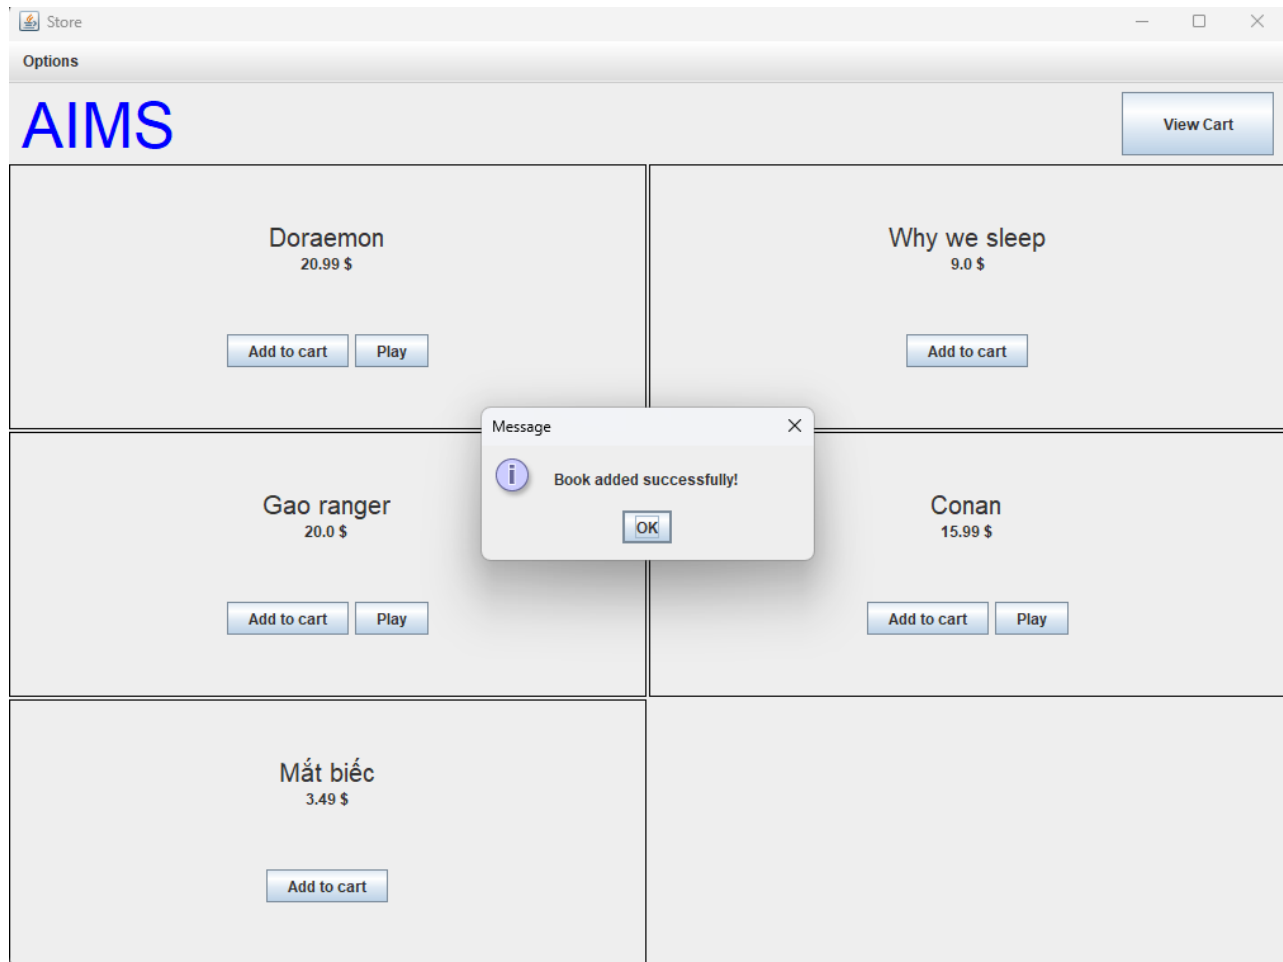 Store
Options
AIMS
View Cart
Doraemon
20.99 $
Add to cart Play
Why we sleep
9.0 $
Add to cart
Message
i
Book added successfully!
OK
Gao ranger
20.0 $
Add to cart Play
Conan
15.99 $
Add to cart Play
Mắt biếc
3.49 $
Add to cart